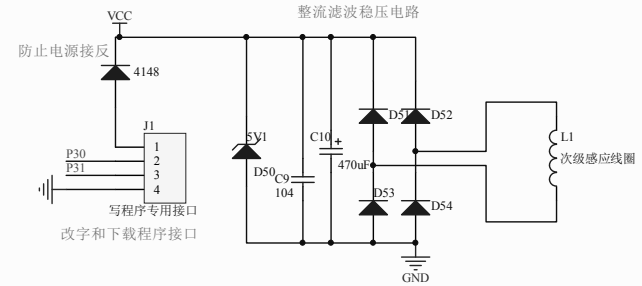 整流滤波稳压电路
VCC
防止电源接反
4148
J1
P30
P31
1
2
3
4
写程序专用接口
改字和下载程序接口
5V1
D50
C9
104
C10
+
470uF
D51
D52
D53
D54
L1
次级感应线圈
GND